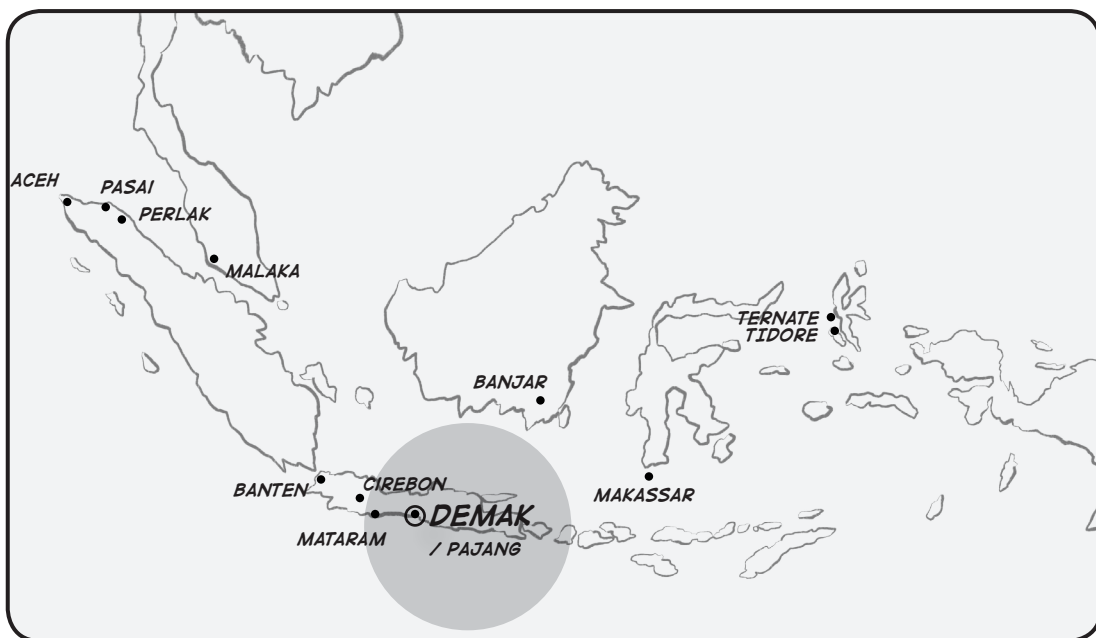 ACEH
PASAI
PERLAK
MALAKA
TERNATE
TIDORE
BANJAR
BANTEN
CIREBON
MAKASSAR
DEMAK
MATARAM
/ PAJANG